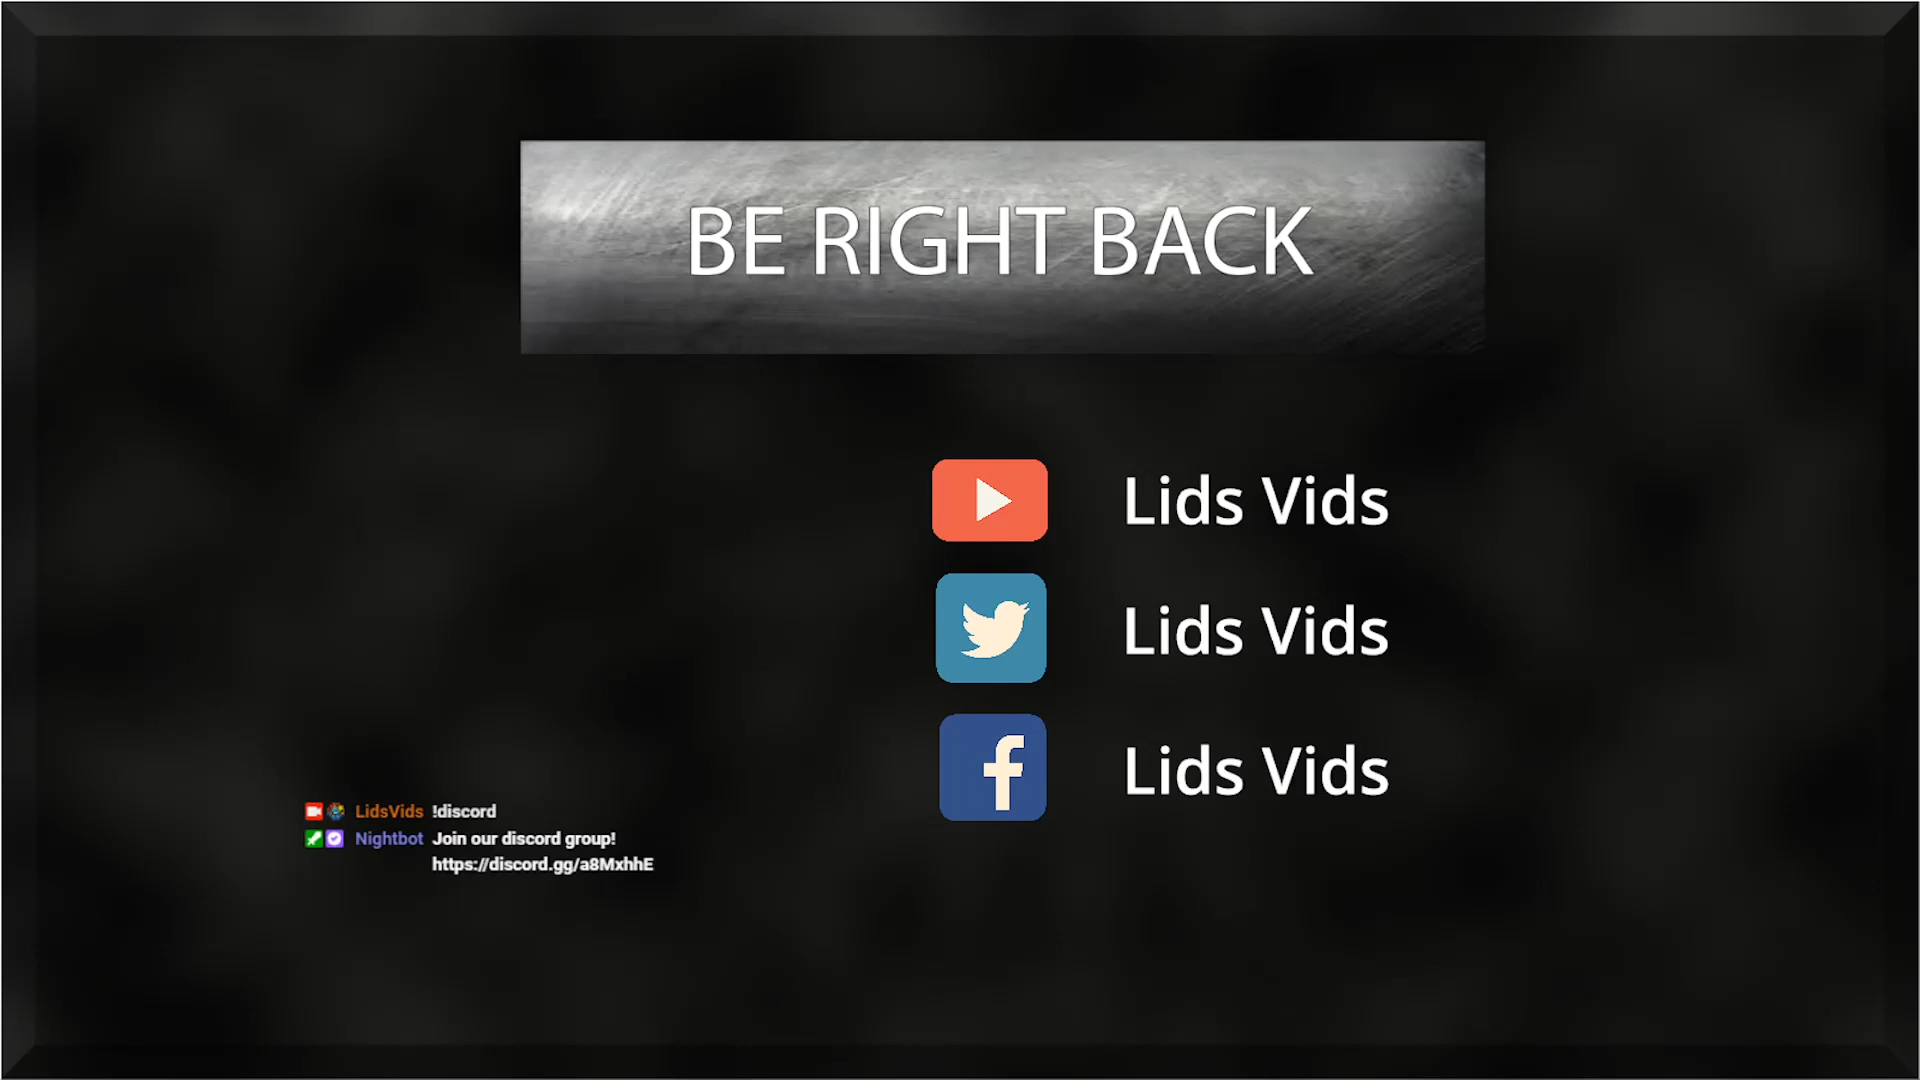 BE RIGHT BACK
Lids Vids
Lids Vids
Lids Vids
LidsVids !discord
Nightbot Join our discord group!
https://discord.gg/a8MxhhE